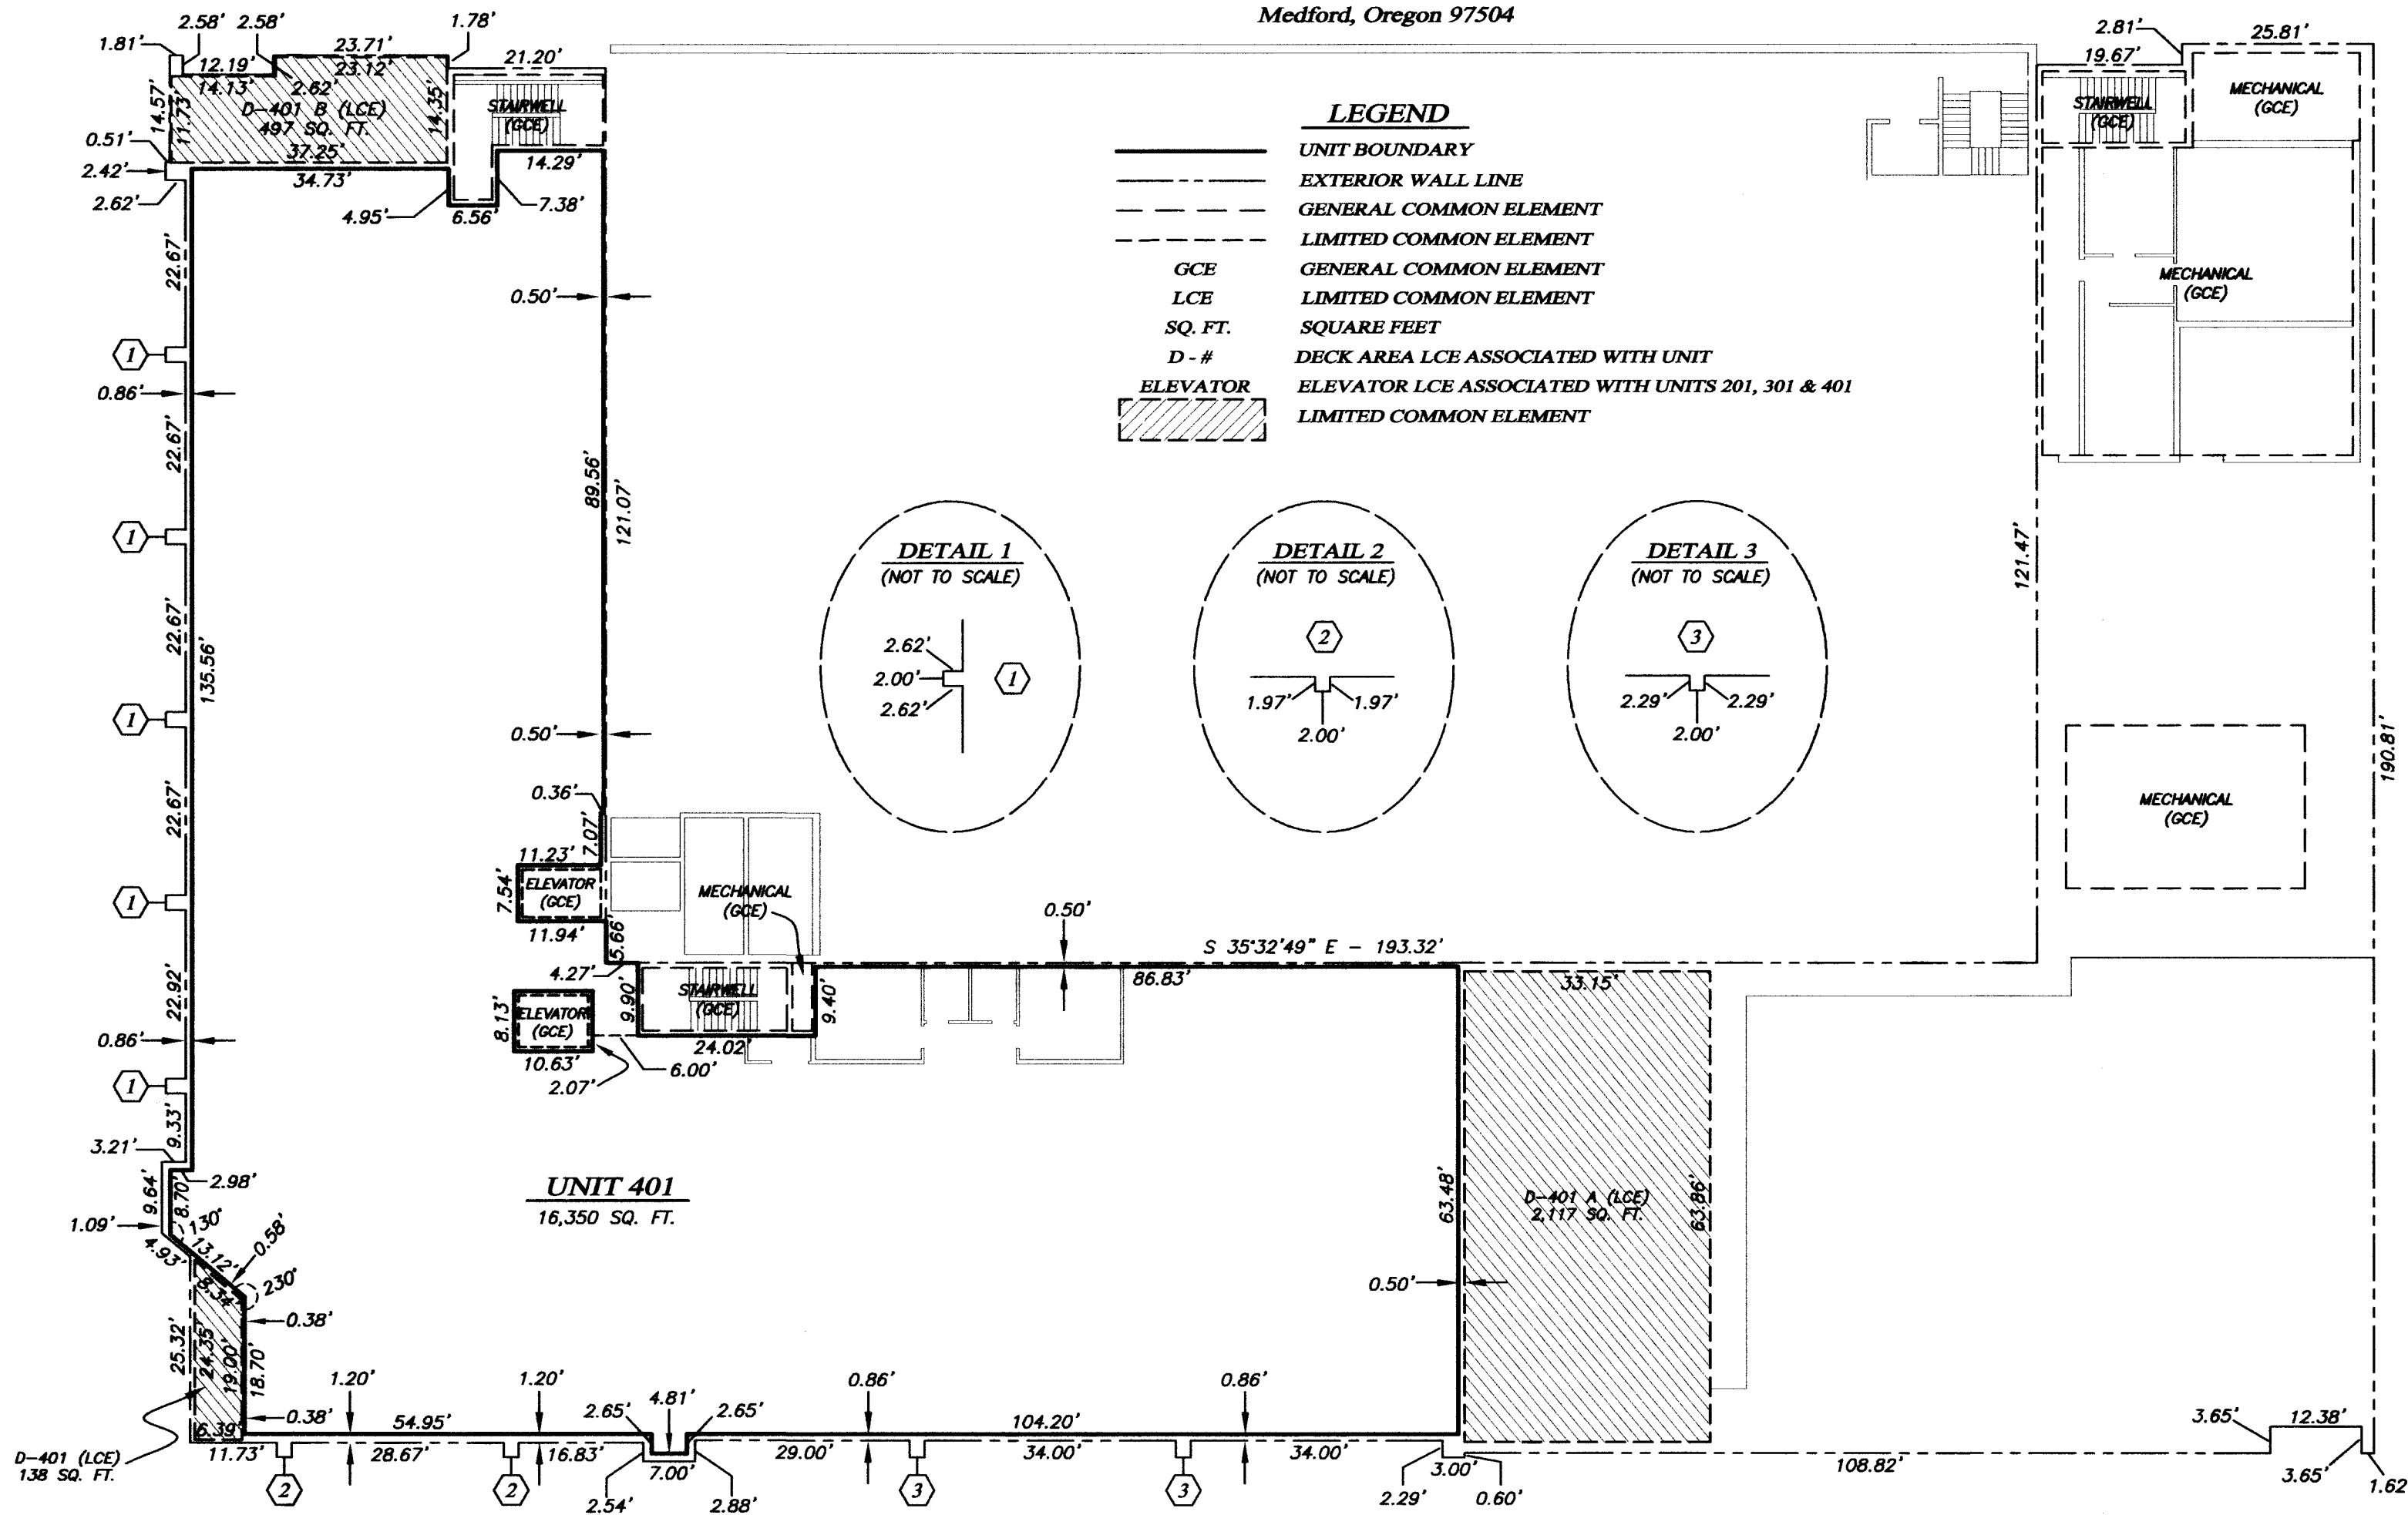 Medford, Oregon 97504
2.58' 2.58' 1.78'
1.81'
23.71'
12.19' 23.12'
14.13' 2.62'
D-401 B (LCE)
497 SQ. FT.
14.57'
11.73'
14.35'
37.25'
0.51'
2.42'
2.62'
34.73'
21.20'
STAIRWELL
(GCE)
14.29'
4.95'
6.56'
7.38'
2.81'
25.81'
19.67'
STAIRWELL
(GCE)
MECHANICAL
(GCE)
MECHANICAL
(GCE)
LEGEND
UNIT BOUNDARY
EXTERIOR WALL LINE
GENERAL COMMON ELEMENT
LIMITED COMMON ELEMENT
GCE GENERAL COMMON ELEMENT
LCE LIMITED COMMON ELEMENT
SQ. FT. SQUARE FEET
D - # DECK AREA LCE ASSOCIATED WITH UNIT
ELEVATOR ELEVATOR LCE ASSOCIATED WITH UNITS 201, 301 & 401
LIMITED COMMON ELEMENT
22.67'
0.50'
1
0.86'
22.67'
89.56'
121.07'
1
22.67'
135.56'
1
0.50'
22.67'
0.36'
1
22.92'
0.86'
1
9.33'
DETAIL 1
(NOT TO SCALE)
2.62'
2.00'
2.62'
1
DETAIL 2
(NOT TO SCALE)
2
1.97' 1.97'
2.00'
DETAIL 3
(NOT TO SCALE)
3
2.29' 2.29'
2.00'
121.47'
190.81'
MECHANICAL
(GCE)
7.07'
11.23'
7.54'
ELEVATOR
(GCE)
11.94'
5.66'
4.27'
MECHANICAL
(GCE)
0.50'
S 35°32'49" E - 193.32'
86.83'
8.13'
ELEVATOR
(GCE)
10.63'
2.07'
9.90'
STAIRWELL
(GCE)
9.40'
24.02'
6.00'
33.15'
3.21'
2.98'
9.64'
8.70'
1.09'
130°
4.93'
13.12'
0.58'
8.34'
230°
UNIT 401
16,350 SQ. FT.
63.48'
D-401 A (LCE)
2,117 SQ. FT.
63.86'
0.50'
0.38'
25.32'
24.35'
19.00'
18.70'
0.38'
6.39'
11.73'
D-401 (LCE)
138 SQ. FT.
1.20' 1.20'
54.95'
28.67' 16.83'
2 2
2.65' 4.81' 2.65'
2.54' 7.00' 2.88'
0.86' 0.86'
104.20'
29.00' 34.00' 34.00'
3 3
2.29' 3.00' 0.60'
108.82'
3.65' 12.38'
3.65' 1.62